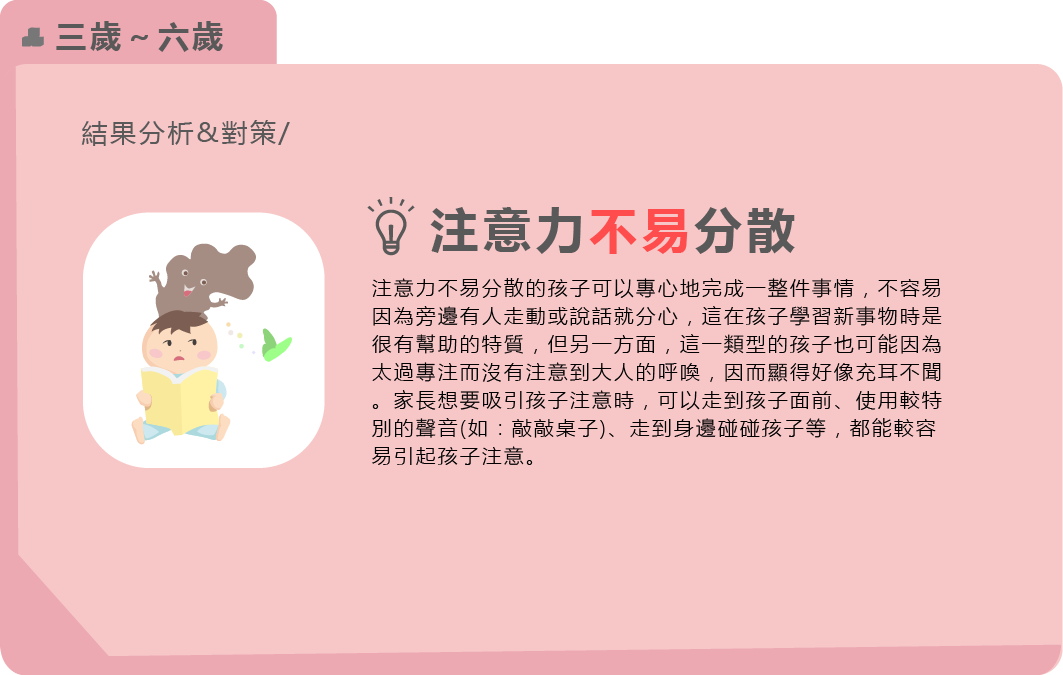 三歲~六歲
結果分析&對策/
注意力不易分散
注意力不易分散的孩子可以專心地完成一整件事情，不容易
因為旁邊有人走動或說話就分心，這在孩子學習新事物時是
很有幫助的特質，但另一方面，這一類型的孩子也可能因為
太過專注而沒有注意到大人的呼喚，因而顯得好像充耳不聞
。家長想要吸引孩子注意時，可以走到孩子面前、使用較特
別的聲音(如：敲敲桌子)、走到身邊碰碰孩子等，都能較容
易引起孩子注意。